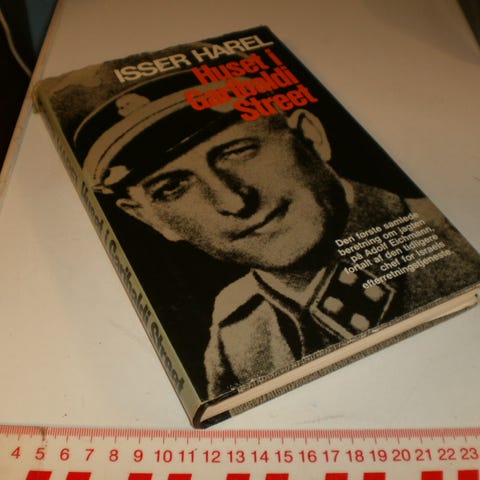 ISSER HAREL
Huset i
Garibaldi
Street
Den første samlede
beretning om jagten
på Adolf Eichmann,
fortalt af den tidligere
chef for Israels
efterretningstjeneste.
Huset i Garibaldi Street
4 5 6 7 8 9 10 11 12 13 14 15 16 17 18 19 20 21 22 23